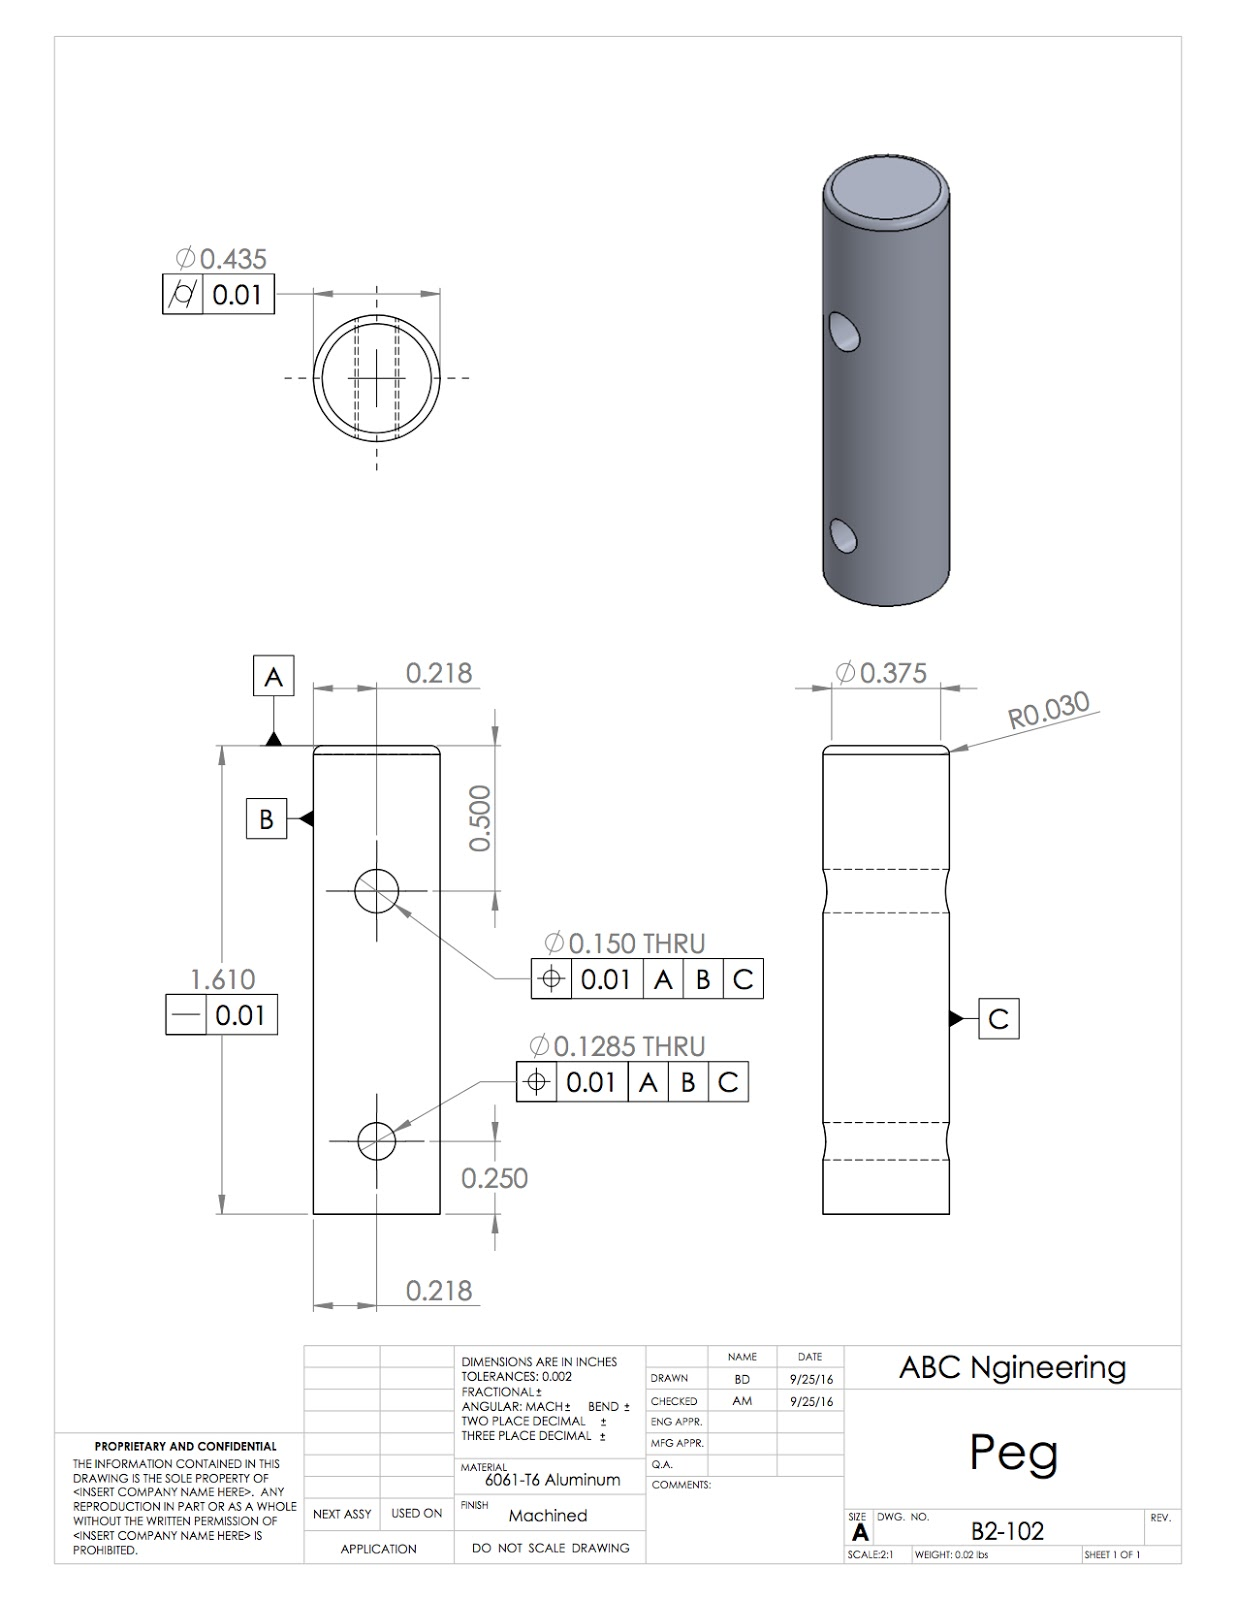 ∅0.435
⌭ 0.01
A
0.218
∅0.375
R0.030
B
0.500
∅0.150 THRU
⌖ 0.01 A B C
1.610
⏤ 0.01
C
∅0.1285 THRU
⌖ 0.01 A B C
0.250
0.218
PROPRIETARY AND CONFIDENTIAL
THE INFORMATION CONTAINED IN THIS
DRAWING IS THE SOLE PROPERTY OF
<INSERT COMPANY NAME HERE>. ANY
REPRODUCTION IN PART OR AS A WHOLE
WITHOUT THE WRITTEN PERMISSION OF
<INSERT COMPANY NAME HERE> IS
PROHIBITED.
NEXT ASSY USED ON
APPLICATION
DIMENSIONS ARE IN INCHES
TOLERANCES: 0.002
FRACTIONAL ±
ANGULAR: MACH ± BEND ±
TWO PLACE DECIMAL ±
THREE PLACE DECIMAL ±
MATERIAL
6061-T6 Aluminum
FINISH
Machined
DO NOT SCALE DRAWING
NAME DATE
DRAWN BD 9/25/16
CHECKED AM 9/25/16
ENG APPR.
MFG APPR.
Q.A.
COMMENTS:
ABC Ngineering
Peg
SIZE DWG. NO. REV.
A B2-102
SCALE:2:1 WEIGHT: 0.02 lbs SHEET 1 OF 1